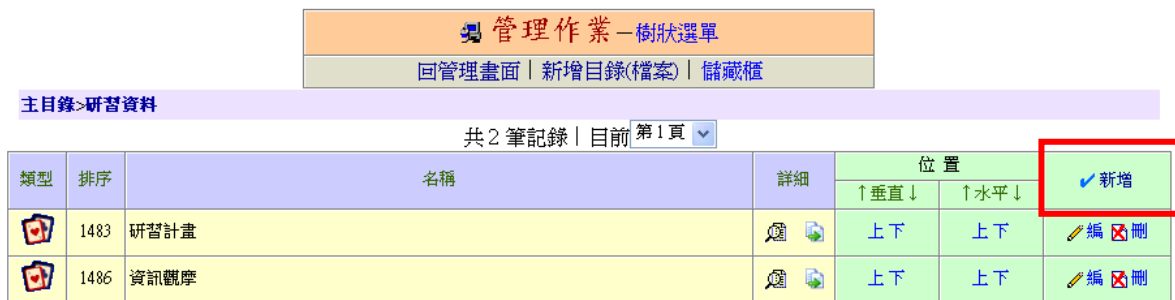 管理作業–樹狀選單
回管理畫面|新增目錄(檔案)|儲藏櫃
主目錄>研習資料
共2筆記錄|目前 第1頁
類型 排序 名稱 詳細 位置 新增
↑垂直↓ ↑水平↓
1483 研習計畫 上下 上下 編 刪
1486 資訊觀摩 上下 上下 編 刪